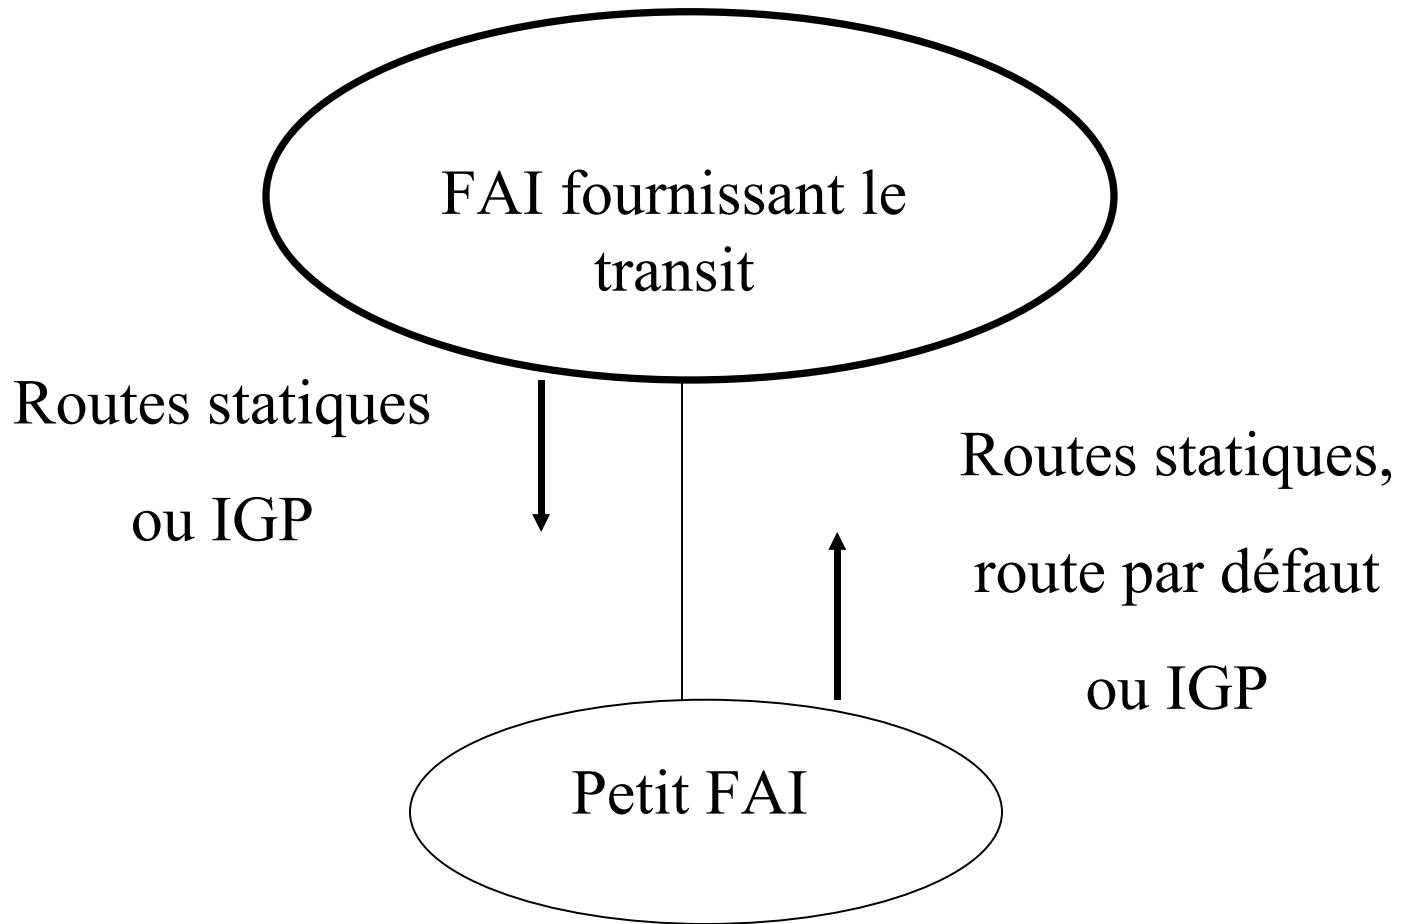 FAI fournissant le
transit
Routes statiques
ou IGP
Routes statiques,
route par défaut
ou IGP
Petit FAI